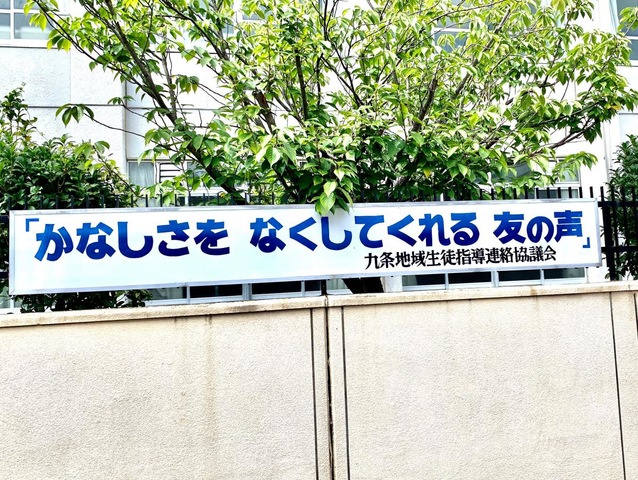 「かなしさを なくしてくれる 友の声」
九条地域生徒指導連絡協議会